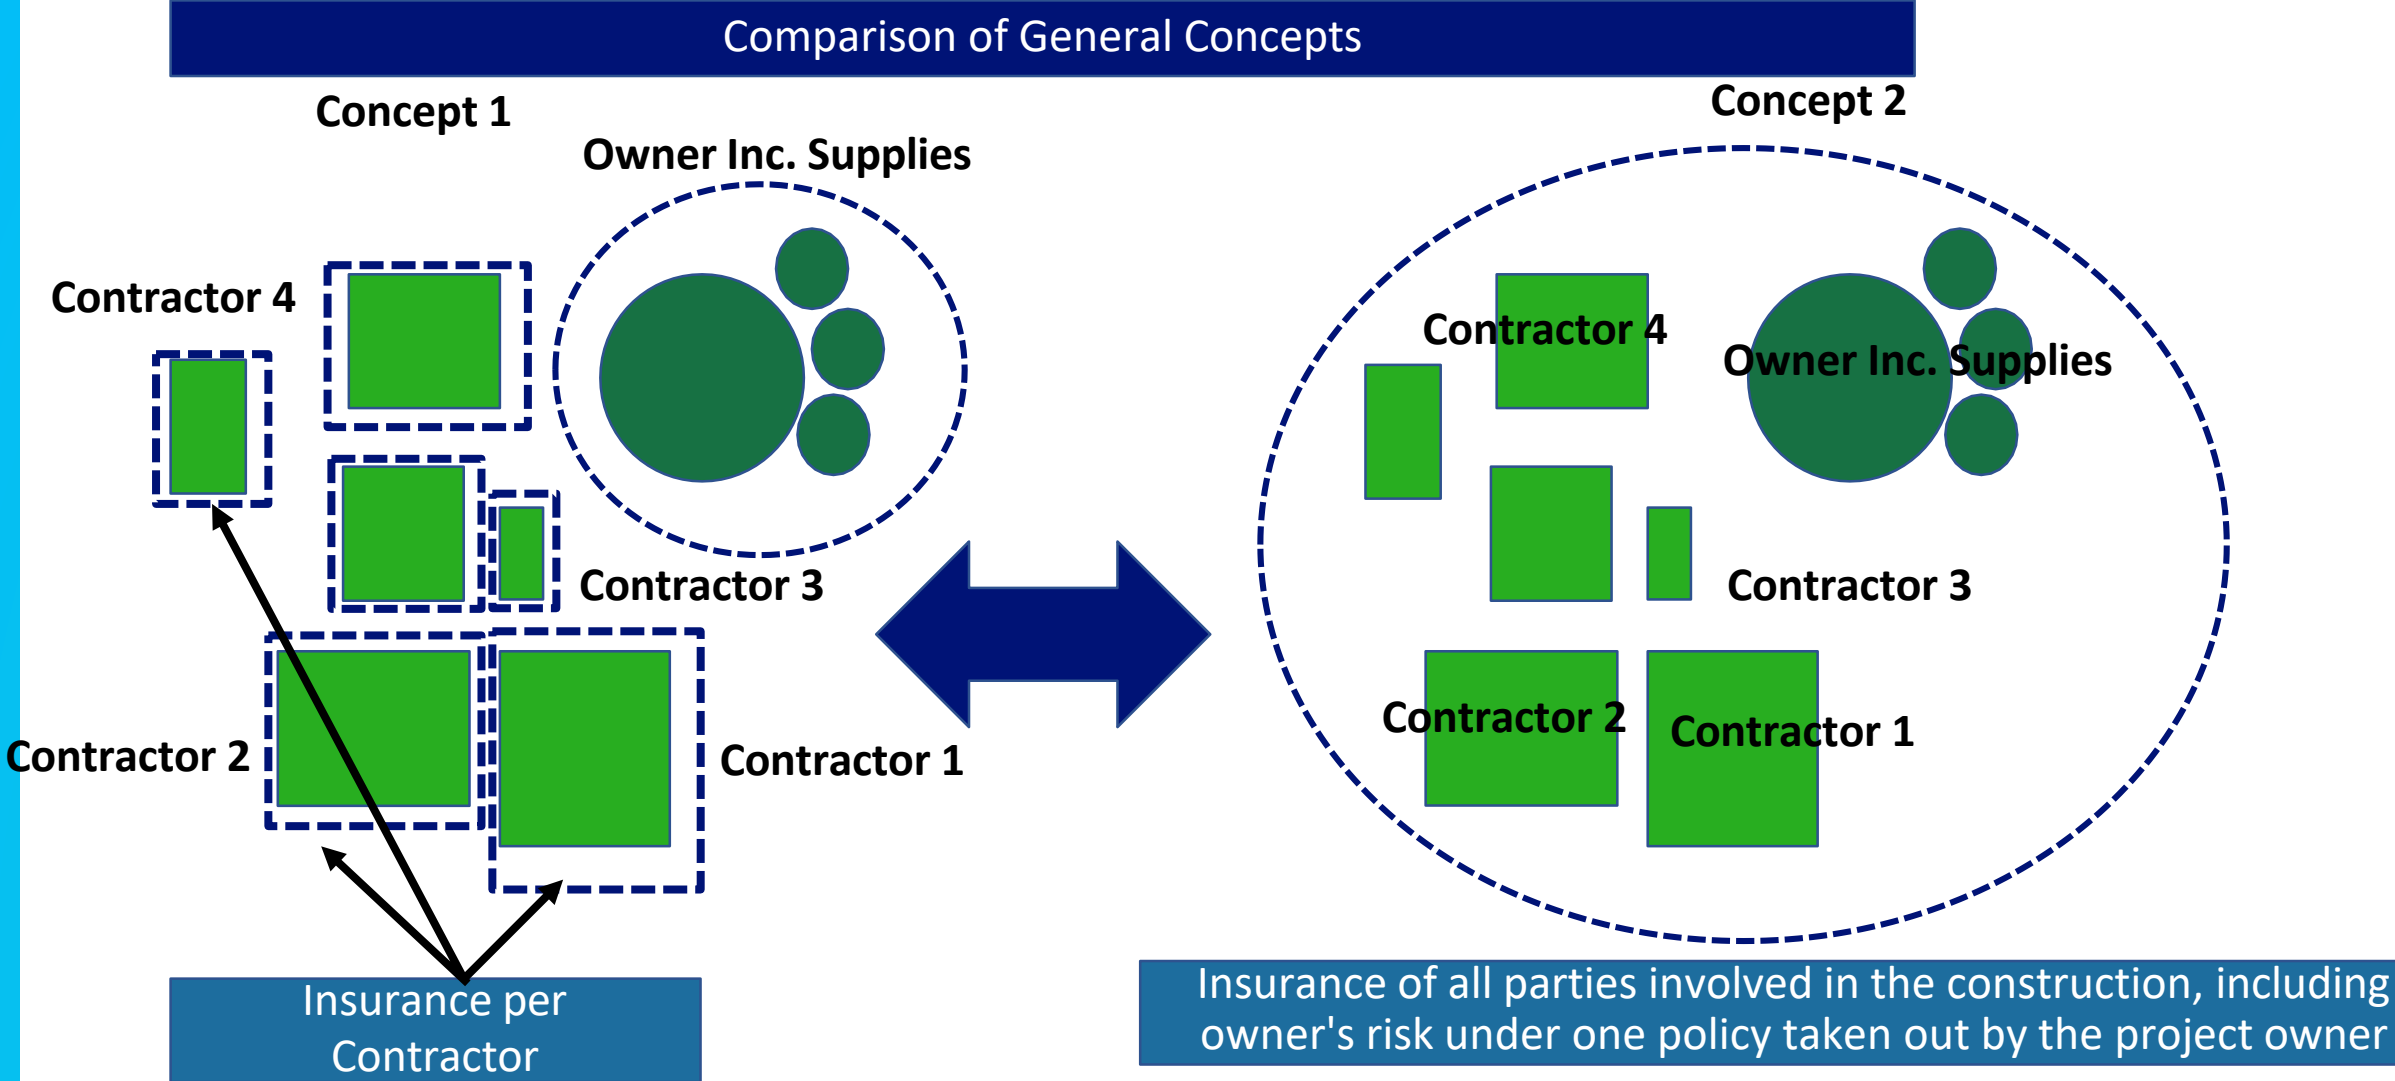 Comparison of General Concepts
Concept 1
Owner Inc. Supplies
Contractor 4
Contractor 3
Contractor 2
Contractor 1
Insurance per
Contractor
Concept 2
Contractor 4
Owner Inc. Supplies
Contractor 3
Contractor 2
Contractor 1
Insurance of all parties involved in the construction, including
owner's risk under one policy taken out by the project owner